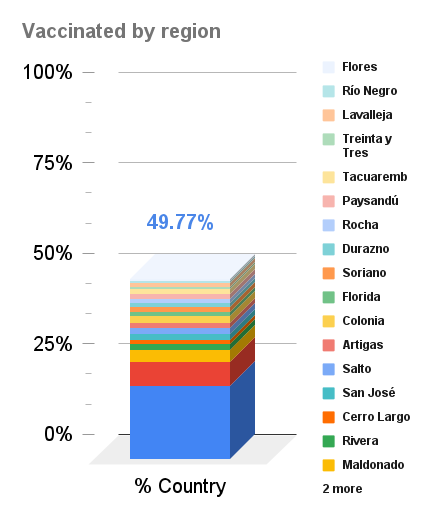 Vaccinated by region
100%
75%
50%
25%
0%
49.77%
% Country
Flores
Río Negro
Lavalleja
Treinta y
Tres
Tacuaremb
Paysandú
Rocha
Durazno
Soriano
Florida
Colonia
Artigas
Salto
San José
Cerro Largo
Rivera
Maldonado
2 more